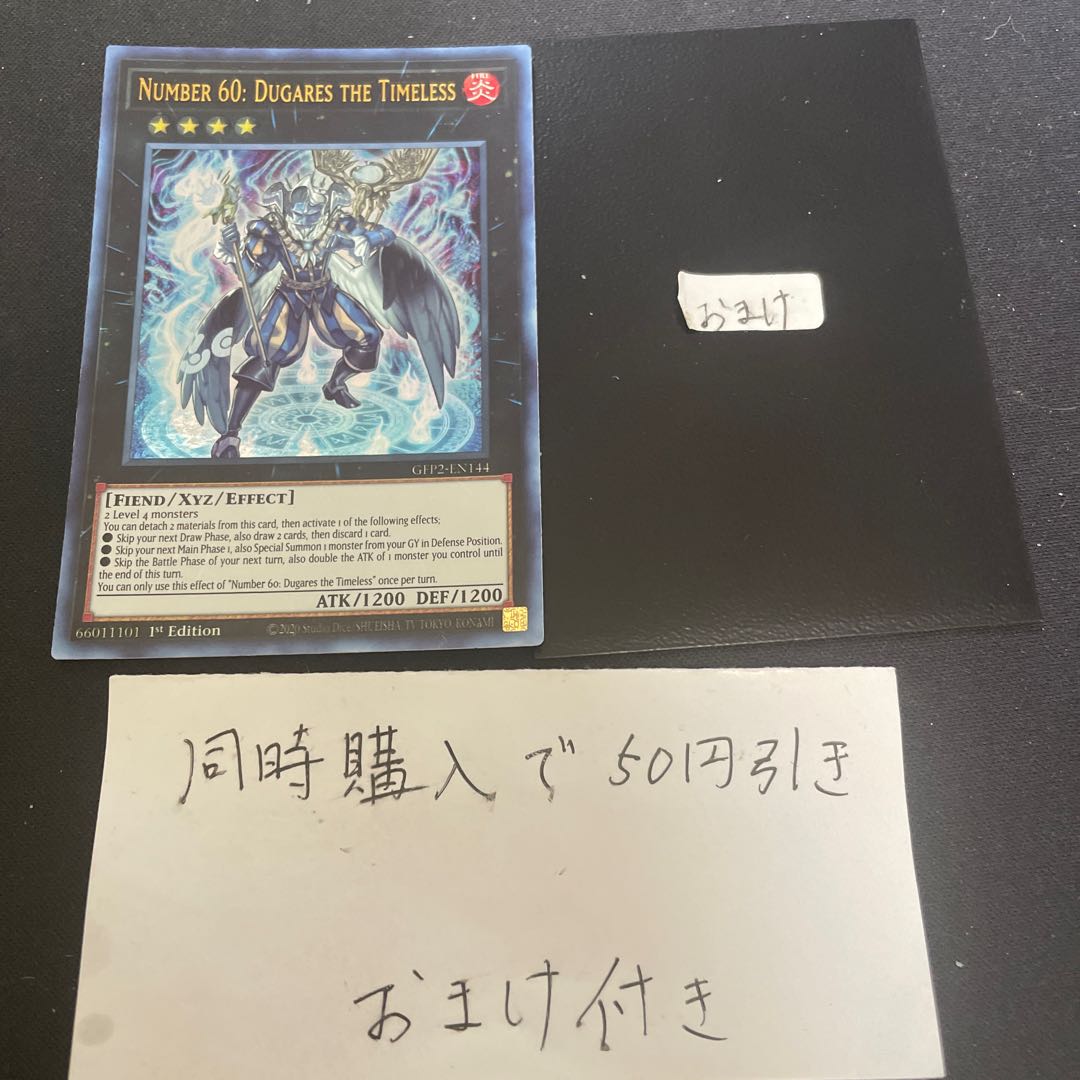 NUMBER 60: DUGARES THE TIMELESS
FIRE
炎
60
GFP2-EN144
[FIEND/XYZ/EFFECT]
2 Level 4 monsters
You can detach 2 materials from this card, then activate 1 of the following effects;
● Skip your next Draw Phase, also draw 2 cards, then discard 1 card.
● Skip your next Main Phase 1, also Special Summon 1 monster from your GY in Defense Position.
● Skip the Battle Phase of your next turn, also double the ATK of 1 monster you control until
the end of this turn.
You can only use this effect of "Number 60: Dugares the Timeless" once per turn.
ATK/1200 DEF/1200
66011101 1st Edition
©2020 Studio Dice/SHUEISHA, TV TOKYO, KONAMI
おまけ
同時購入で50円引き
おまけ付き